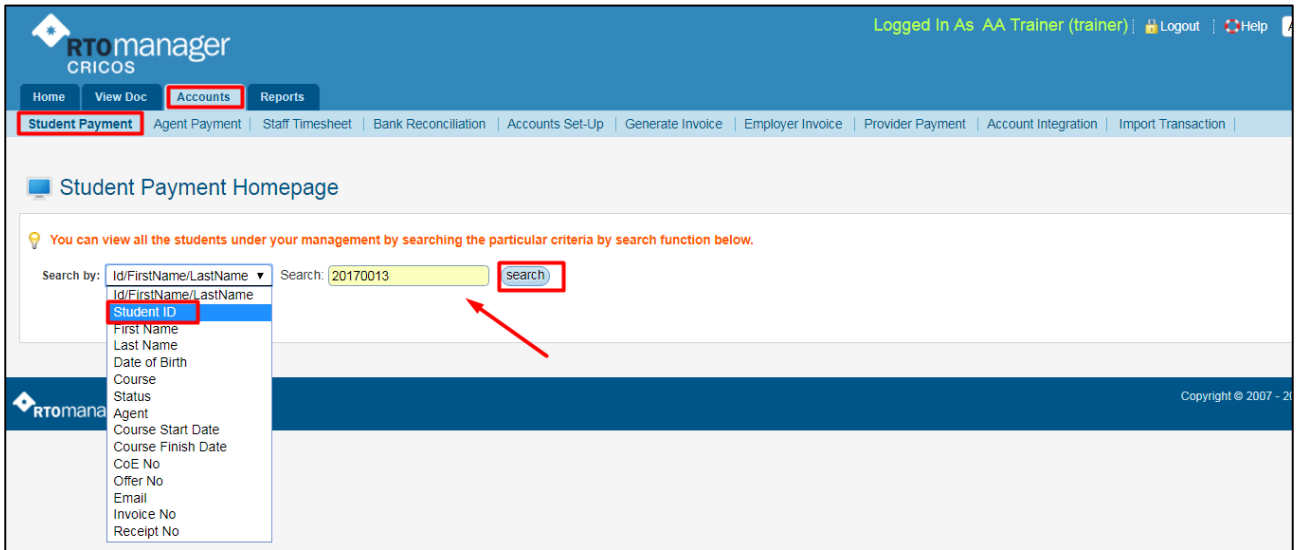 Logged In As AA Trainer (trainer) Logout Help A
RTOmanager
CRICOS
Home View Doc Accounts Reports
Student Payment Agent Payment Staff Timesheet Bank Reconciliation Accounts Set-Up Generate Invoice Employer Invoice Provider Payment Account Integration Import Transaction
Student Payment Homepage
You can view all the students under your management by searching the particular criteria by search function below.
Search by: Id/FirstName/LastName Search: 20170013 search
Id/FirstName/LastName
Student ID
First Name
Last Name
Date of Birth
Course
Status
Agent
Course Start Date
Course Finish Date
CoE No
Offer No
Email
Invoice No
Receipt No
RTOmana
Copyright © 2007 - 20